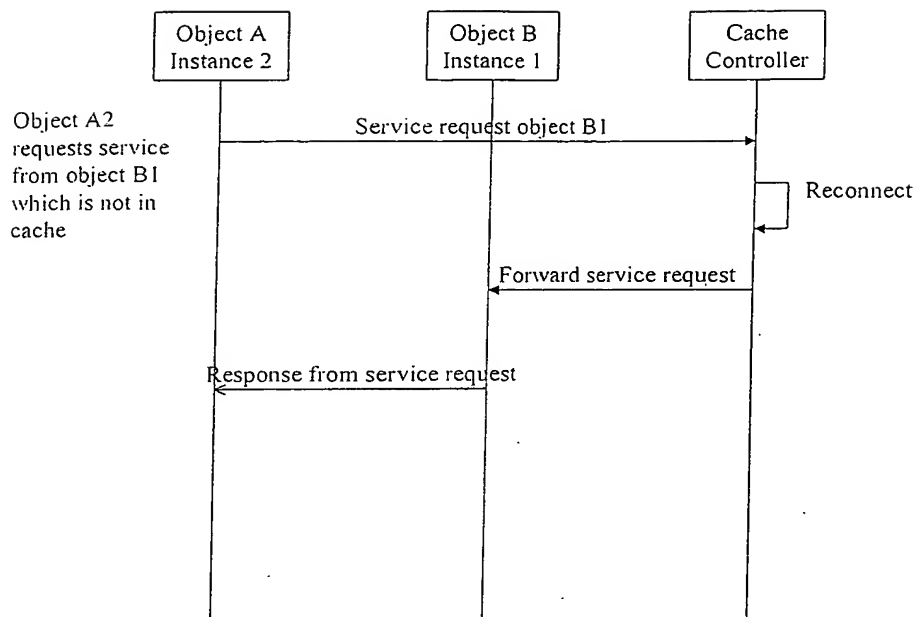 Object A
Instance 2
Object B
Instance 1
Cache
Controller
Object A2
requests service
from object B1
which is not in
cache
Service request object B1
Reconnect
Forward service request
Response from service request